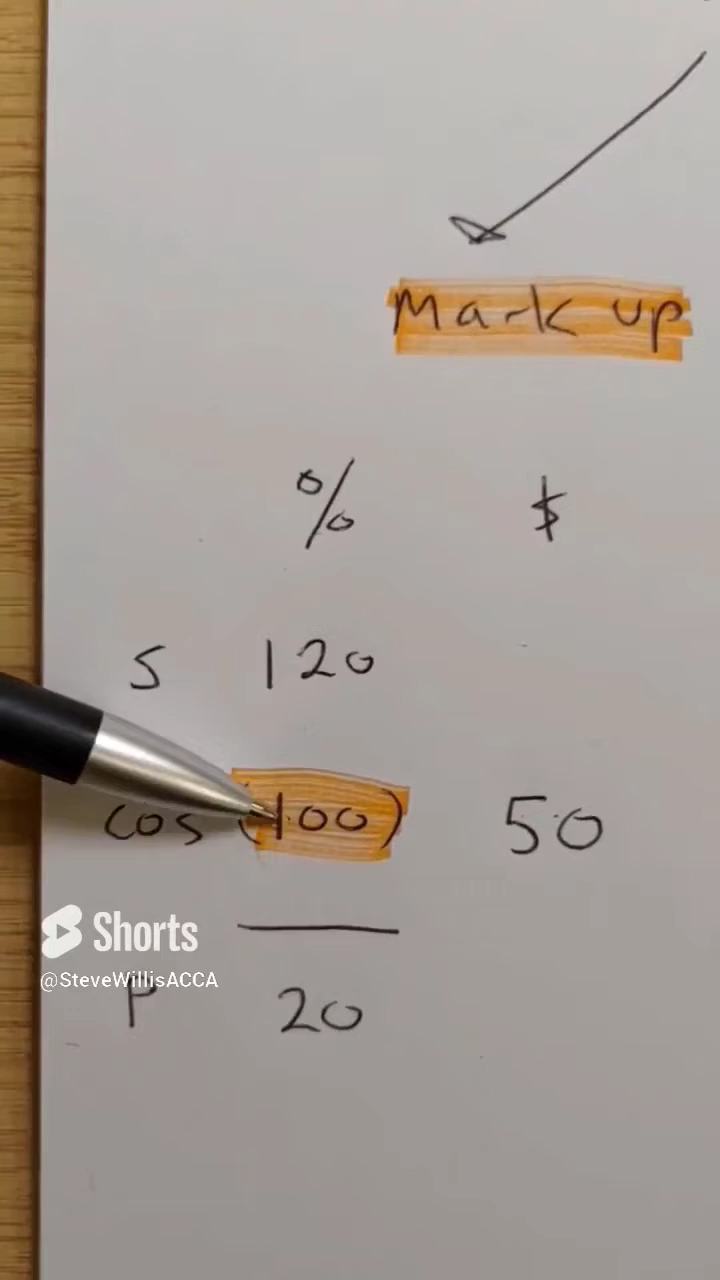 Mark up
% $
S 120
COS (100) 50
Shorts
@SteveWillisACCA
P 20